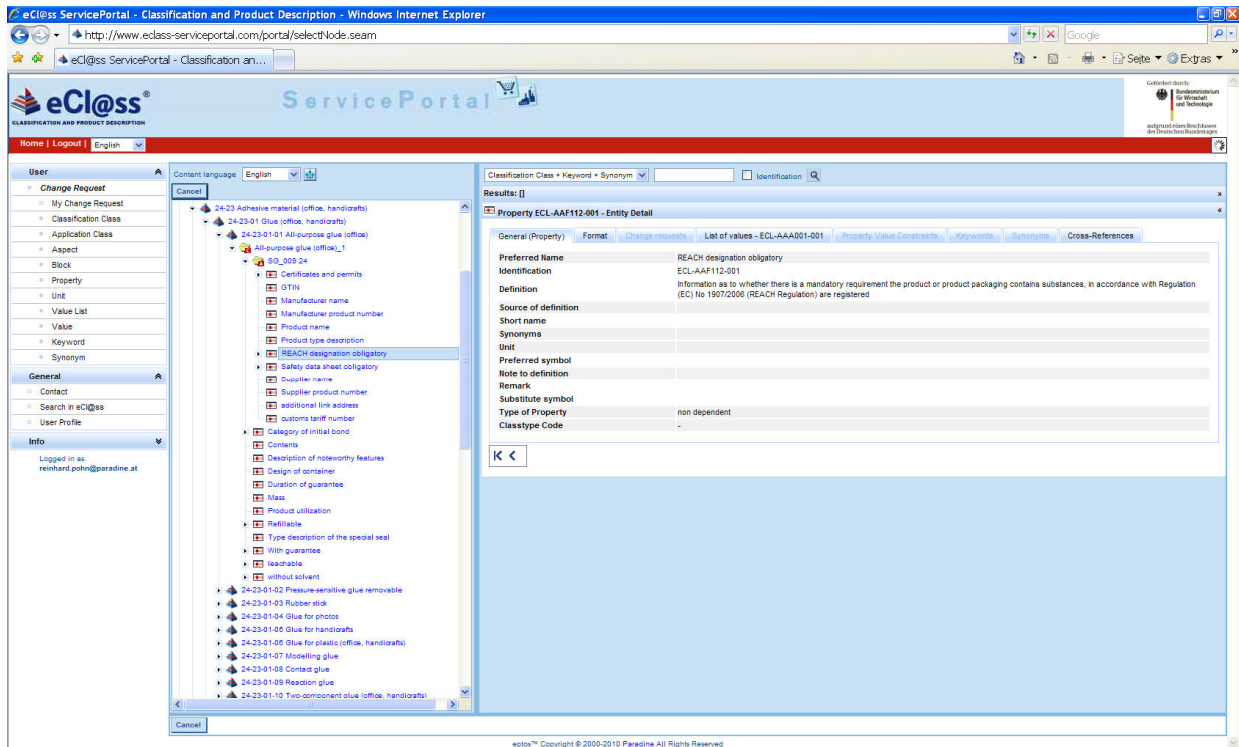 eCl@ss ServicePortal - Classification and Product Description - Windows Internet Explorer
http://www.eclass-serviceportal.com/portal/selectNode.seam
Google
eCl@ss ServicePortal - Classification an...
Seite
Extras
eCl@ss®
CLASSIFICATION AND PRODUCT DESCRIPTION
ServicePortal
Gefördert durch:
Bundesministerium
für Wirtschaft
und Technologie
aufgrund eines Beschlusses
des Deutschen Bundestages
Home | Logout | English
User
Change Request
My Change Request
Classification Class
Application Class
Aspect
Block
Property
Unit
Value List
Value
Keyword
Synonym
General
Contact
Search in eCl@ss
User Profile
Info
Logged in as:
reinhard.pohn@paradine.at
Content language English
Cancel
24-23 Adhesive material (office, handicrafts)
24-23-01 Glue (office, handicrafts)
24-23-01-01 All-purpose glue (office)
All-purpose glue (office)_1
SG_009 24
Certificates and permits
GTIN
Manufacturer name
Manufacturer product number
Product name
Product type description
REACH designation obligatory
Safety data sheet obligatory
Supplier name
Supplier product number
additional link address
customs tariff number
Category of initial bond
Contents
Description of noteworthy features
Design of container
Duration of guarantee
Mass
Product utilization
Refillable
Type description of the special seal
With guarantee
leachable
without solvent
24-23-01-02 Pressure-sensitive glue removable
24-23-01-03 Rubber stick
24-23-01-04 Glue for photos
24-23-01-05 Glue for handicrafts
24-23-01-06 Glue for plastic (office, handicrafts)
24-23-01-07 Modelling glue
24-23-01-08 Contact glue
24-23-01-09 Reaction glue
24-23-01-10 Two-component glue (office, handicrafts)
Cancel
Classification Class + Keyword + Synonym
Identification
Results: []
Property ECL-AAF112-001 - Entity Detail
General (Property) Format Change requests List of values - ECL-AAA001-001 Property Value Constraints Keywords Synonyms Cross-References
Preferred Name REACH designation obligatory
Identification ECL-AAF112-001
Definition Information as to whether there is a mandatory requirement the product or product packaging contains substances, in accordance with Regulation
(EC) No 1907/2006 (REACH Regulation) are registered
Source of definition
Short name
Synonyms
Unit
Preferred symbol
Note to definition
Remark
Substitute symbol
Type of Property non dependent
Classtype Code -
eptos™ Copyright © 2000-2010 Paradine All Rights Reserved